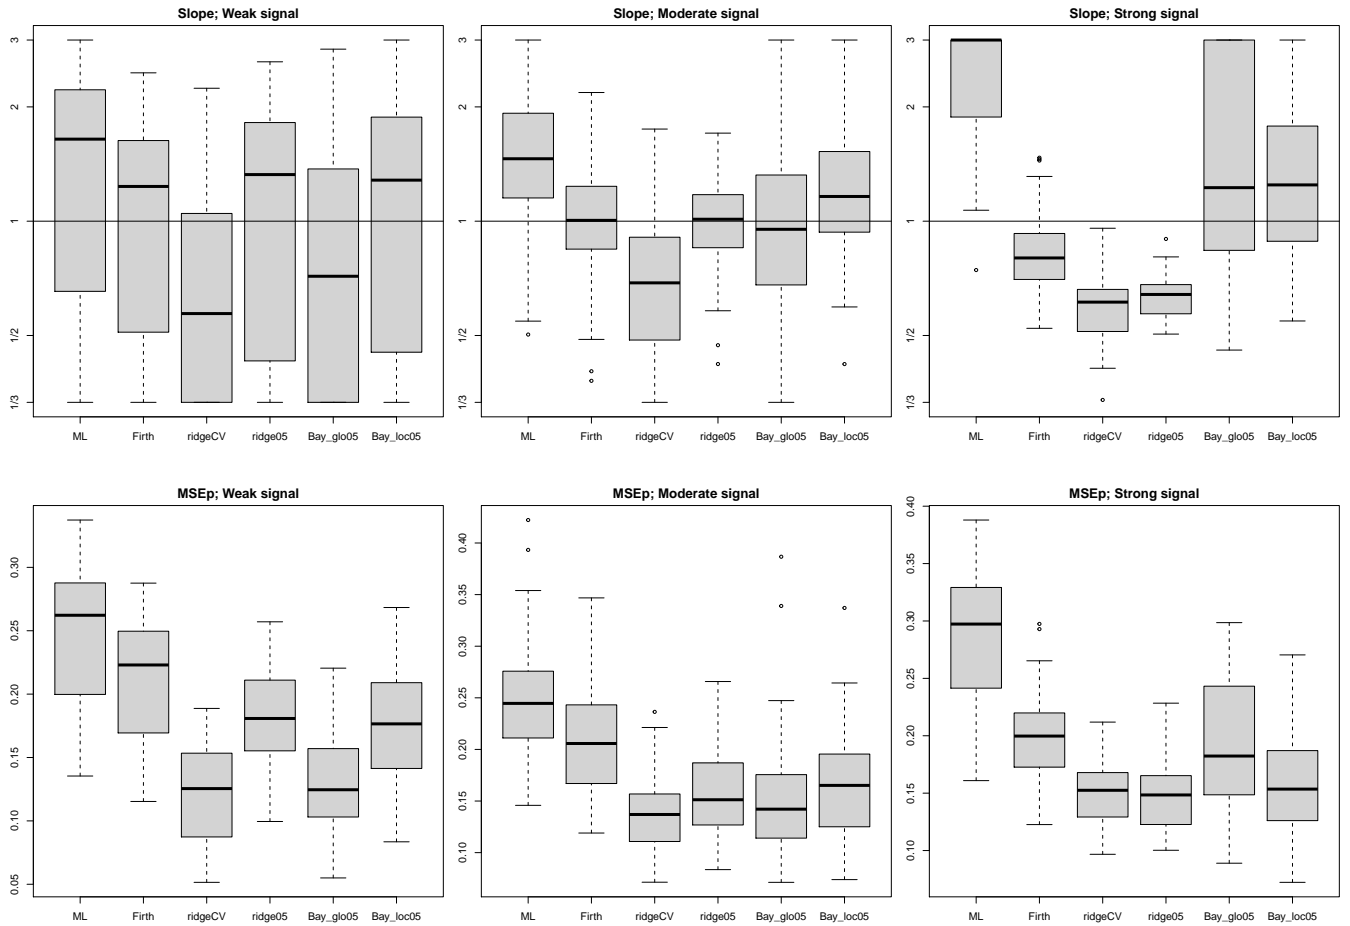 Slope; Weak signal
3
2
1
1/2
1/3
ML Firth ridgeCV ridge05 Bay_glo05 Bay_loc05
Slope; Moderate signal
3
2
1
1/2
1/3
ML Firth ridgeCV ridge05 Bay_glo05 Bay_loc05
Slope; Strong signal
3
2
1
1/2
1/3
ML Firth ridgeCV ridge05 Bay_glo05 Bay_loc05
MSEp; Weak signal
0.30
0.25
0.20
0.15
0.10
0.05
ML Firth ridgeCV ridge05 Bay_glo05 Bay_loc05
MSEp; Moderate signal
0.40
0.35
0.30
0.25
0.20
0.15
0.10
ML Firth ridgeCV ridge05 Bay_glo05 Bay_loc05
MSEp; Strong signal
0.40
0.35
0.30
0.25
0.20
0.15
0.10
ML Firth ridgeCV ridge05 Bay_glo05 Bay_loc05